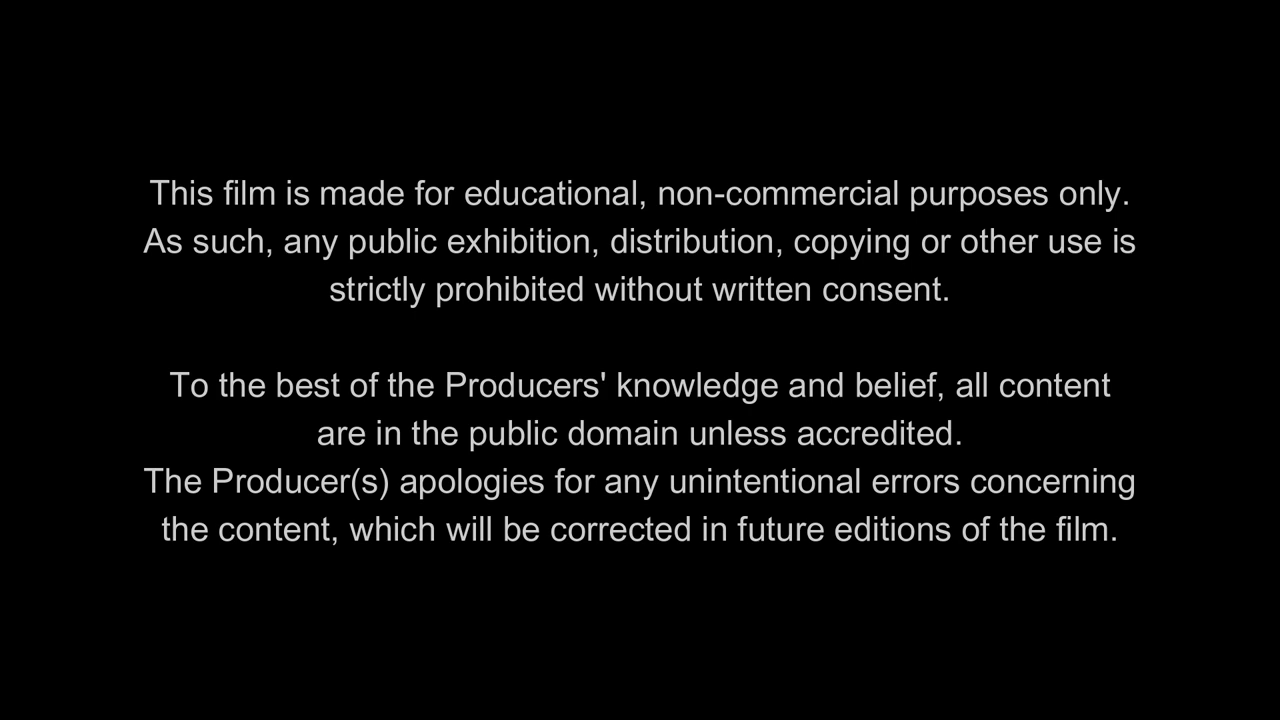 This film is made for educational, non-commercial purposes only.
As such, any public exhibition, distribution, copying or other use is
strictly prohibited without written consent.
To the best of the Producers' knowledge and belief, all content
are in the public domain unless accredited.
The Producer(s) apologies for any unintentional errors concerning
the content, which will be corrected in future editions of the film.